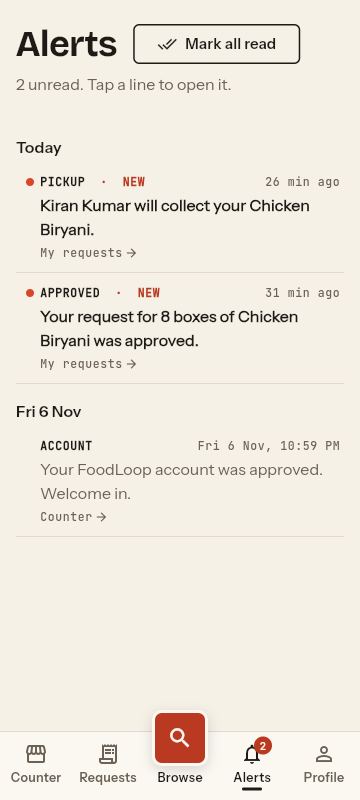 Alerts
Mark all read
2 unread. Tap a line to open it.
Today
PICKUP · NEW 26 min ago
Kiran Kumar will collect your Chicken
Biryani.
My requests →
APPROVED · NEW 31 min ago
Your request for 8 boxes of Chicken
Biryani was approved.
My requests →
Fri 6 Nov
ACCOUNT Fri 6 Nov, 10:59 PM
Your FoodLoop account was approved.
Welcome in.
Counter →
2
Counter Requests Browse Alerts Profile